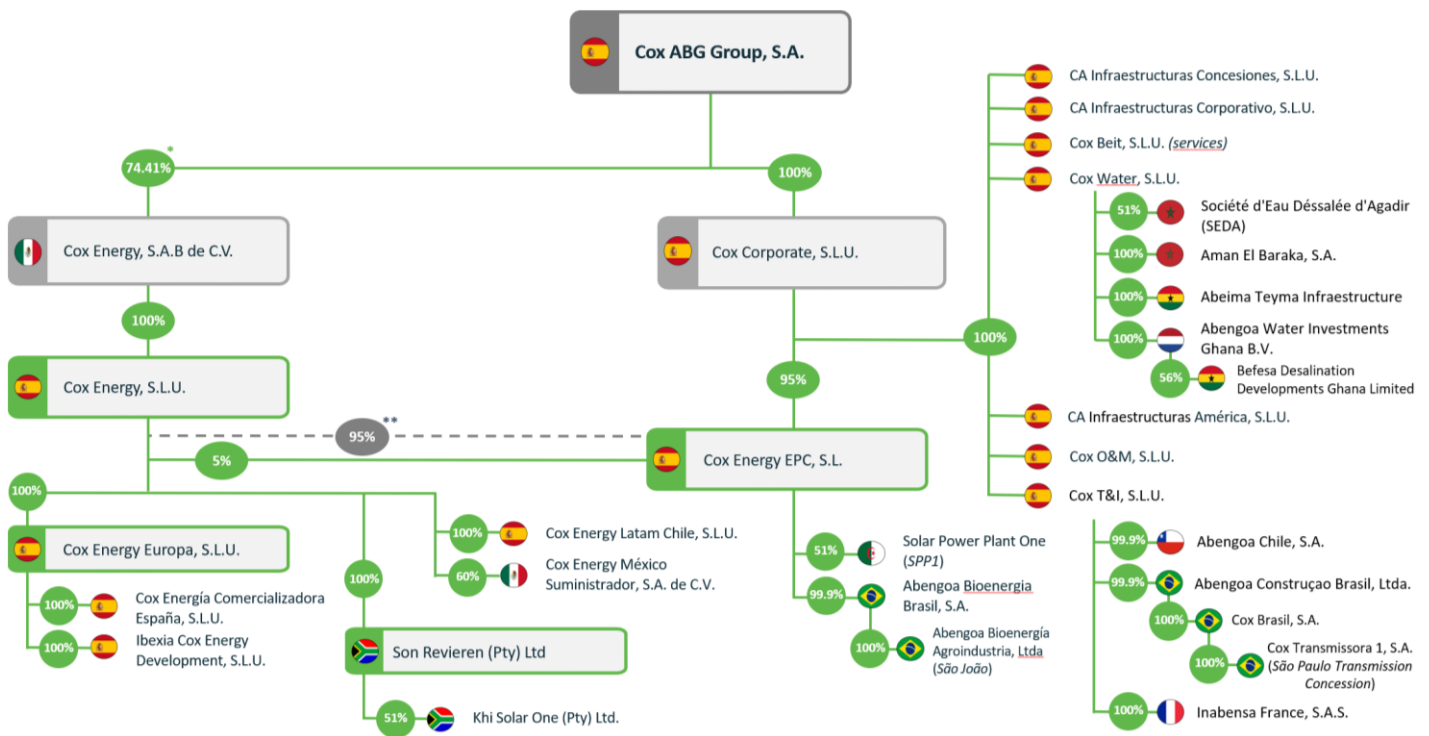 Cox ABG Group, S.A.
74.41%
*
100%
Cox Energy, S.A.B de C.V.
Cox Corporate, S.L.U.
100%
Cox Energy, S.L.U.
95%
95%
**
5%
Cox Energy EPC, S.L.
100%
Cox Energy Europa, S.L.U.
100%
Cox Energía Comercializadora
España, S.L.U.
100%
Ibexia Cox Energy
Development, S.L.U.
100%
Son Revieren (Pty) Ltd
51%
Khi Solar One (Pty) Ltd.
100%
Cox Energy Latam Chile, S.L.U.
60%
Cox Energy México
Suministrador, S.A. de C.V.
51%
Solar Power Plant One
(SPP1)
99.9%
Abengoa Bioenergia
Brasil, S.A.
100%
Abengoa Bioenergía
Agroindustria, Ltda
(São João)
100%
CA Infraestructuras Concesiones, S.L.U.
CA Infraestructuras Corporativo, S.L.U.
Cox Beit, S.L.U. (services)
Cox Water, S.L.U.
51%
Société d'Eau Déssalée d'Agadir
(SEDA)
100%
Aman El Baraka, S.A.
100%
Abeima Teyma Infraestructure
100%
Abengoa Water Investments
Ghana B.V.
56%
Befesa Desalination
Developments Ghana Limited
CA Infraestructuras América, S.L.U.
Cox O&M, S.L.U.
Cox T&I, S.L.U.
99.9%
Abengoa Chile, S.A.
99.9%
Abengoa Construçao Brasil, Ltda.
100%
Cox Brasil, S.A.
100%
Cox Transmissora 1, S.A.
(São Paulo Transmission
Concession)
100%
Inabensa France, S.A.S.